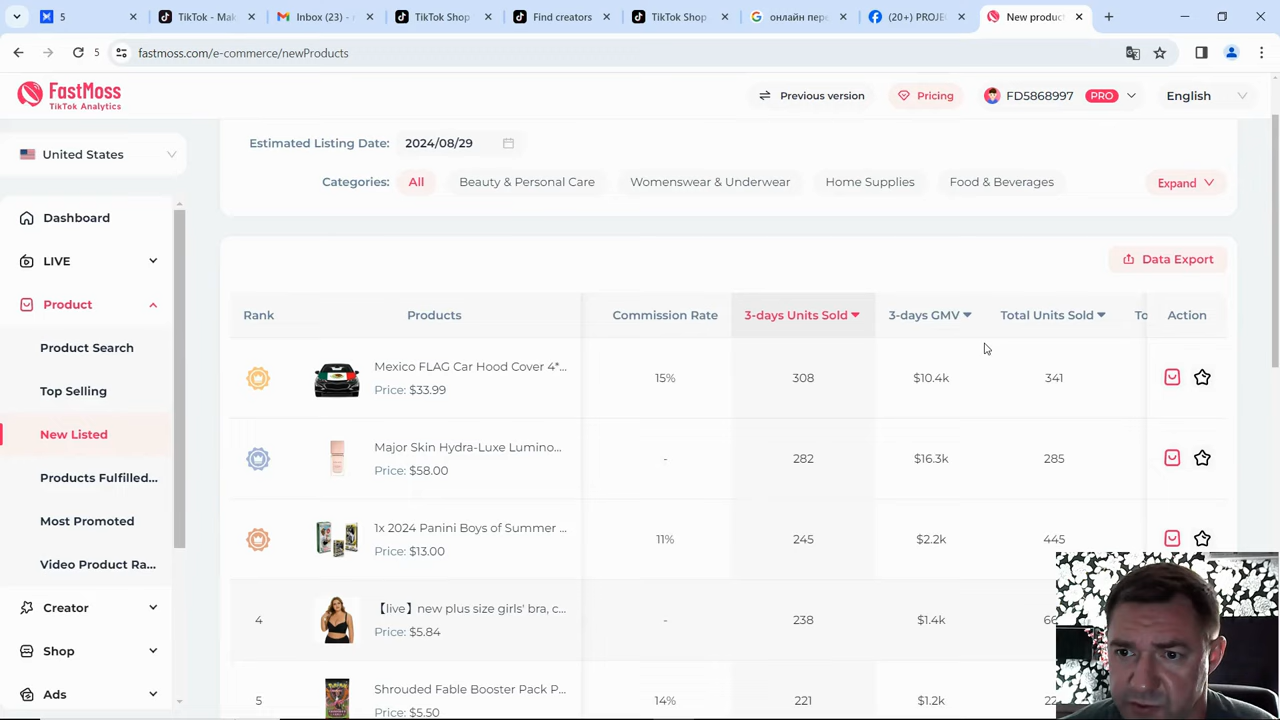 5
TikTok - Mak
Inbox (23) -
TikTok Shop
Find creators
TikTok Shop
онлайн пер
(20+) PROJE
New produc
5
fastmoss.com/e-commerce/newProducts
FastMoss
TikTok Analytics
Previous version
Pricing
FD5868997
PRO
English
United States
Estimated Listing Date:
2024/08/29
Categories:
All
Beauty & Personal Care
Womenswear & Underwear
Home Supplies
Food & Beverages
Expand
Dashboard
LIVE
Product
Product Search
Top Selling
New Listed
Products Fulfilled...
Most Promoted
Video Product Ra...
Creator
Shop
Ads
Data Export
Rank
Products
Commission Rate
3-days Units Sold
3-days GMV
Total Units Sold
To
Action
Mexico FLAG Car Hood Cover 4*...
Price: $33.99
15%
308
$10.4k
341
Major Skin Hydra-Luxe Lumino...
Price: $58.00
-
282
$16.3k
285
1x 2024 Panini Boys of Summer ...
Price: $13.00
11%
245
$2.2k
445
4
【live】new plus size girls' bra, c...
Price: $5.84
-
238
$1.4k
5
Shrouded Fable Booster Pack P...
Price: $5.50
14%
221
$1.2k